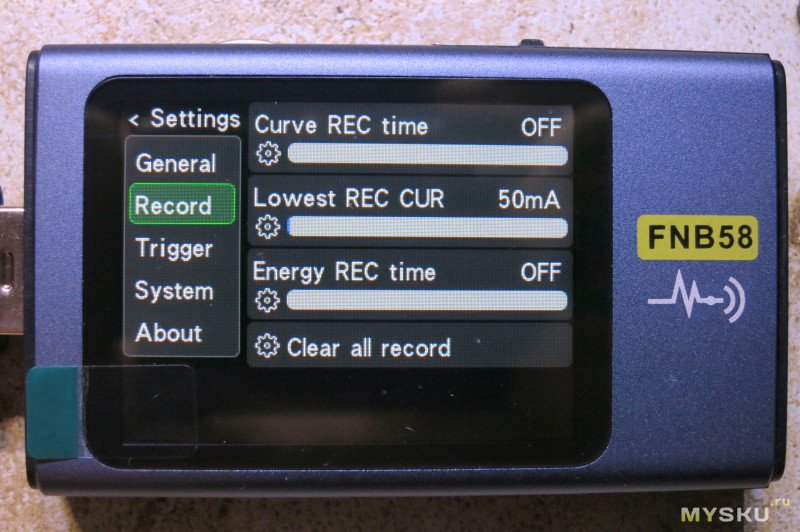 < Settings
General
Record
Trigger
System
About
Curve REC time OFF
Lowest REC CUR 50mA
Energy REC time OFF
Clear all record
FNB58
MYSKU.ru